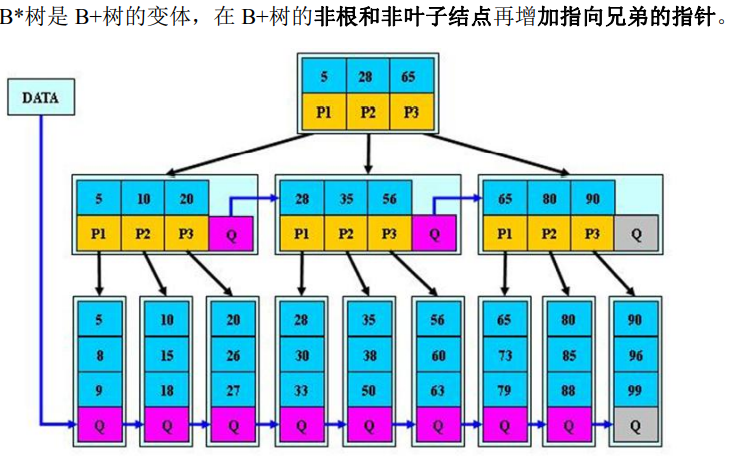 B*树是 B+树的变体，在 B+树的非根和非叶子结点再增加指向兄弟的指针。
5 28 65
P1 P2 P3
DATA
5 10 20
P1 P2 P3 Q
28 35 56
P1 P2 P3 Q
65 80 90
P1 P2 P3 Q
5 10 20 28 35 56 65 80 90
8 15 26 30 38 60 73 85 96
9 18 27 33 50 63 79 88 99
Q Q Q Q Q Q Q Q Q